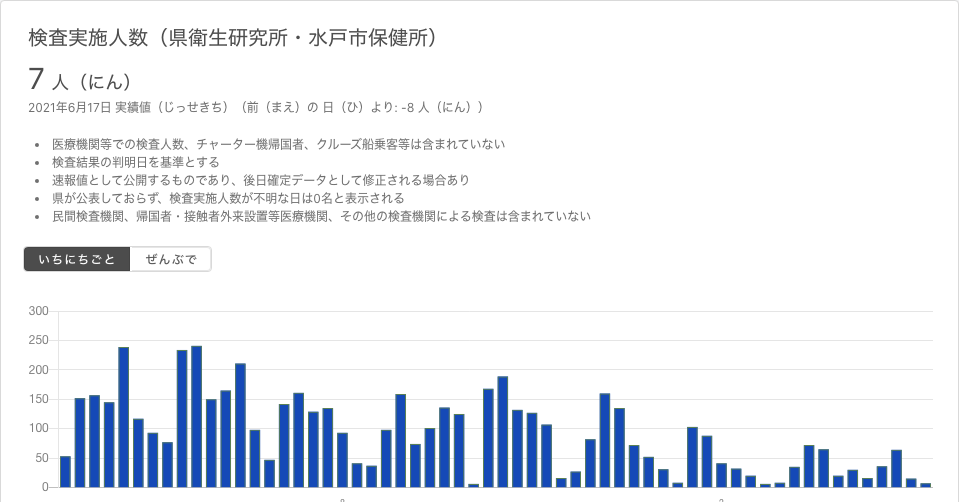 検査実施人数（県衛生研究所・水戸市保健所）
7 人（にん）
2021年6月17日 実績値（じっせきち）（前（まえ）の 日（ひ）より: -8 人（にん））
• 医療機関等での検査人数、チャーター機帰国者、クルーズ船乗客等は含まれていない
• 検査結果の判明日を基準とする
• 速報値として公開するものであり、後日確定データとして修正される場合あり
• 県が公表しておらず、検査実施人数が不明な日は0名と表示される
• 民間検査機関、帰国者・接触者外来設置等医療機関、その他の検査機関による検査は含まれていない
いちにちごと ぜんぶで
300
250
200
150
100
50
0